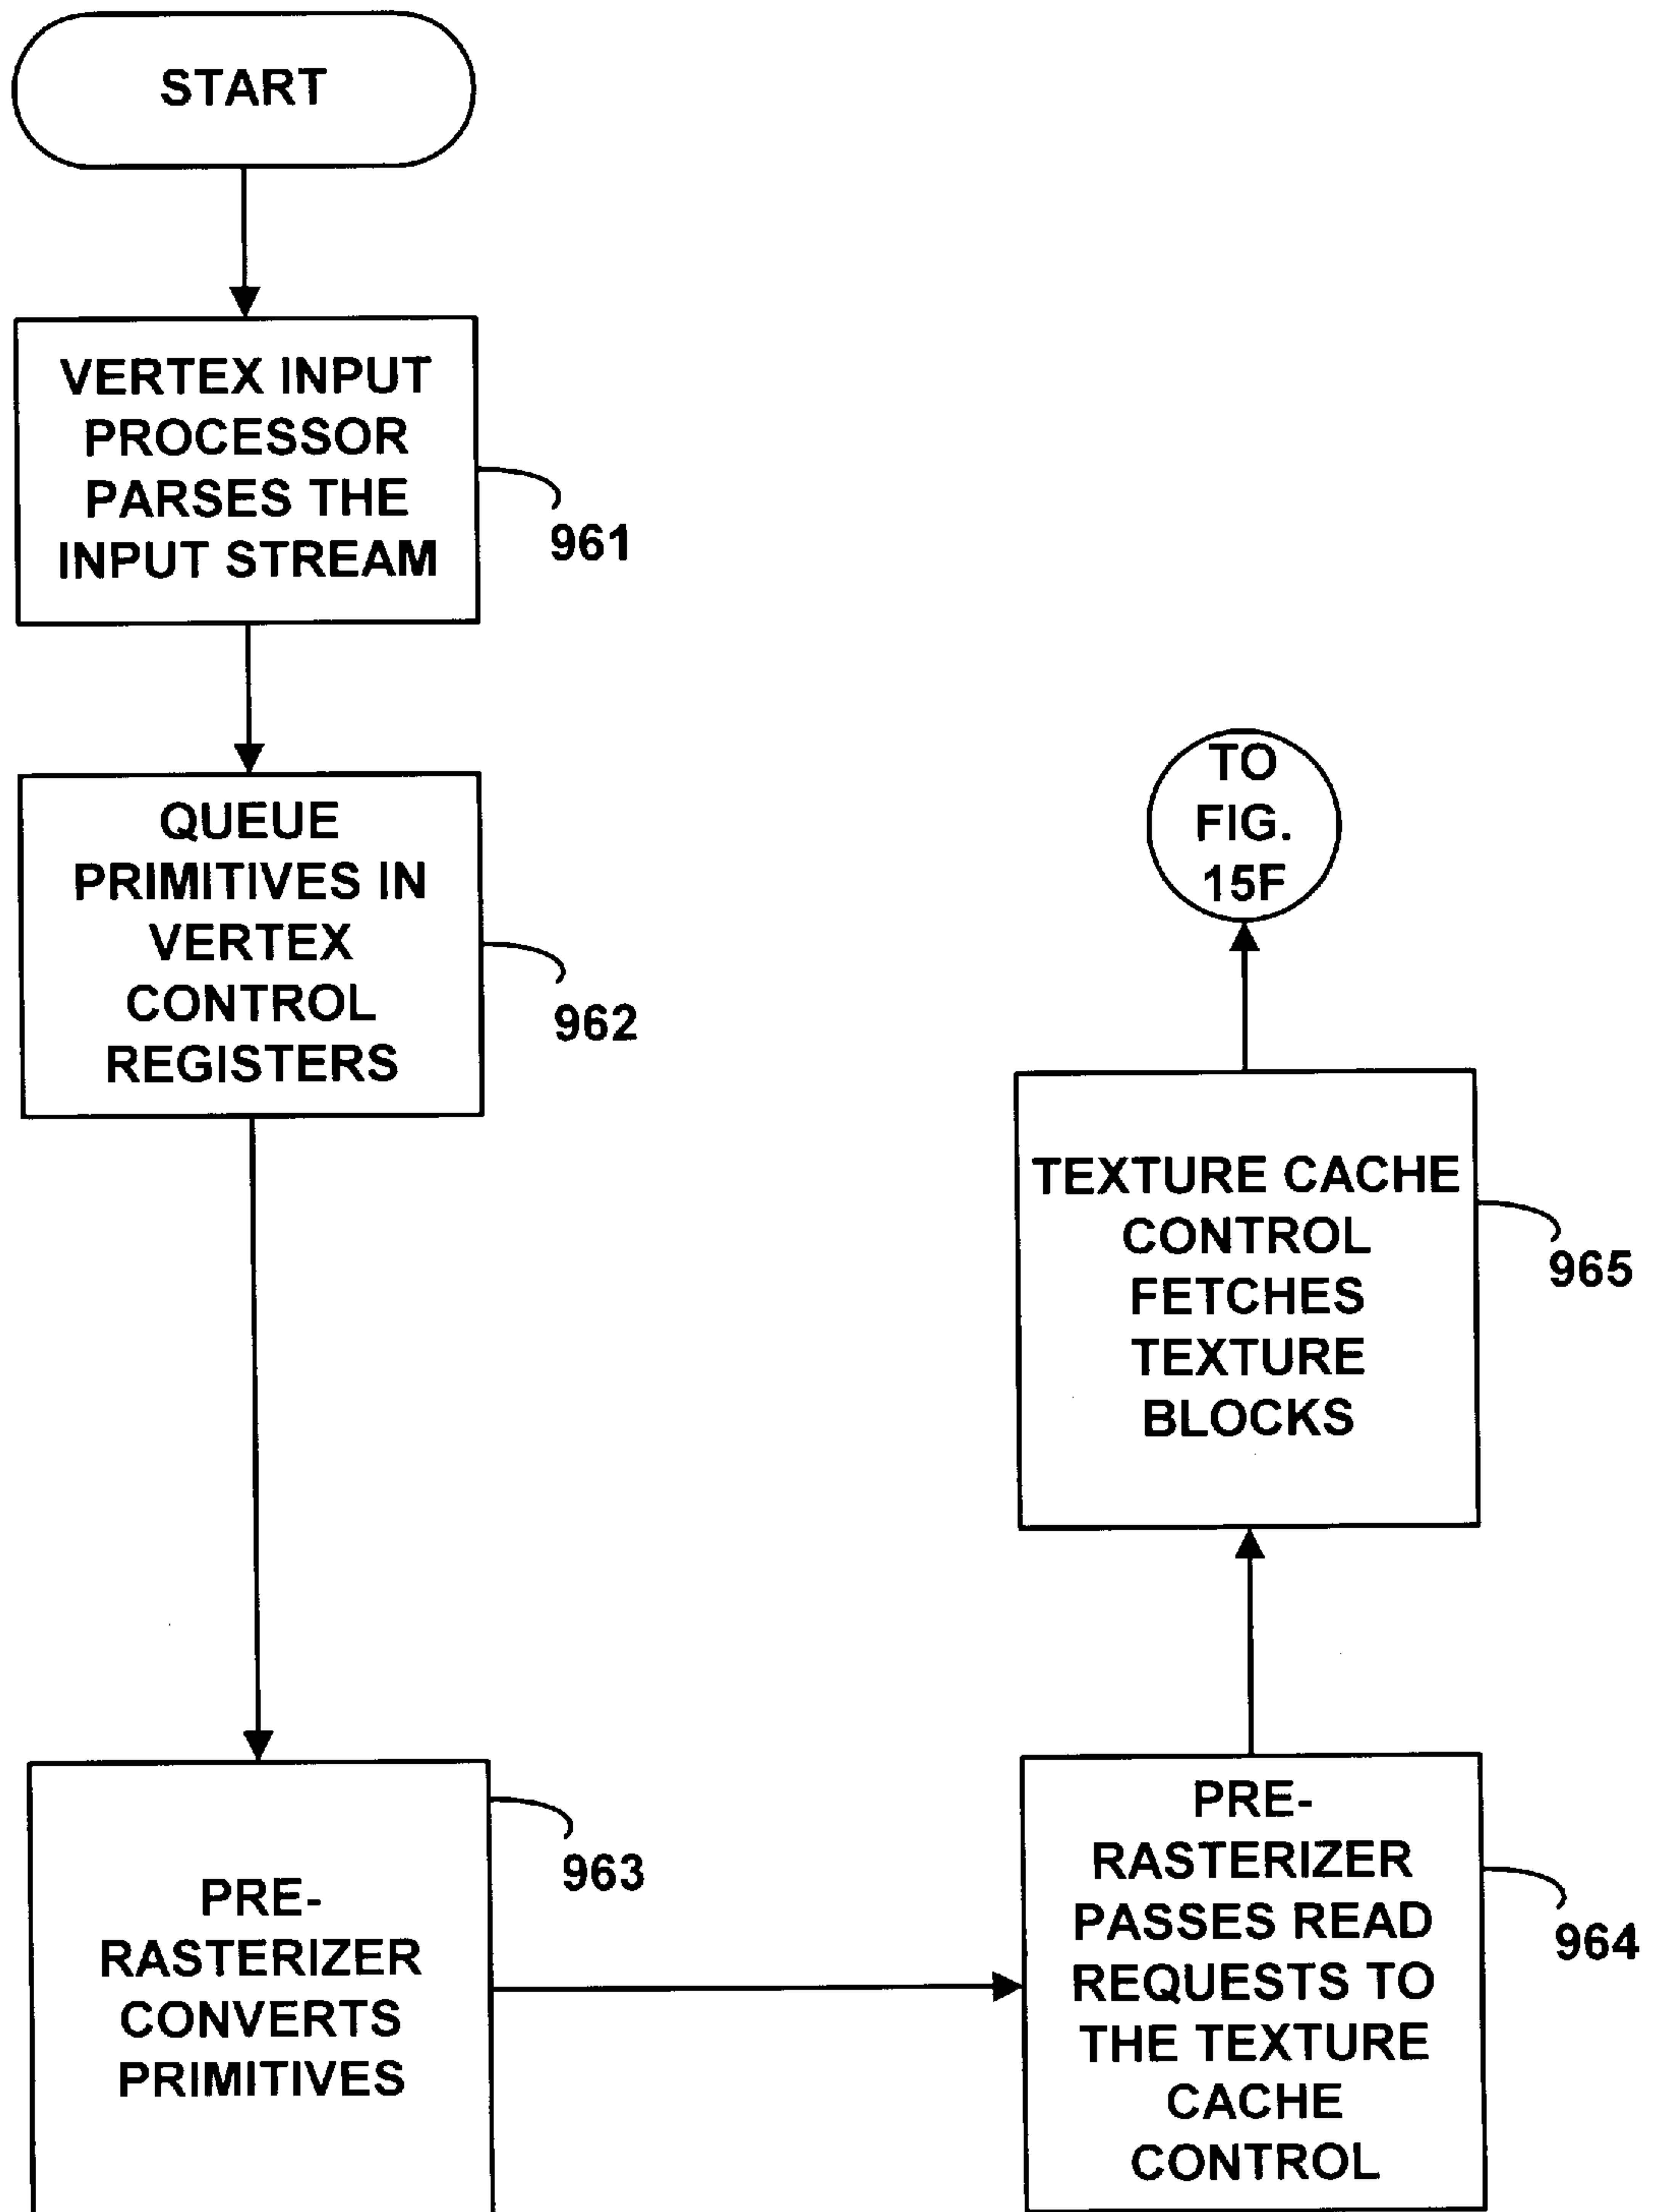 START
VERTEX INPUT
PROCESSOR
PARSES THE
INPUT STREAM
961
QUEUE
PRIMITIVES IN
VERTEX
CONTROL
REGISTERS
962
PRE-
RASTERIZER
CONVERTS
PRIMITIVES
963
PRE-
RASTERIZER
PASSES READ
REQUESTS TO
THE TEXTURE
CACHE
CONTROL
964
TEXTURE CACHE
CONTROL
FETCHES
TEXTURE
BLOCKS
965
TO
FIG.
15F